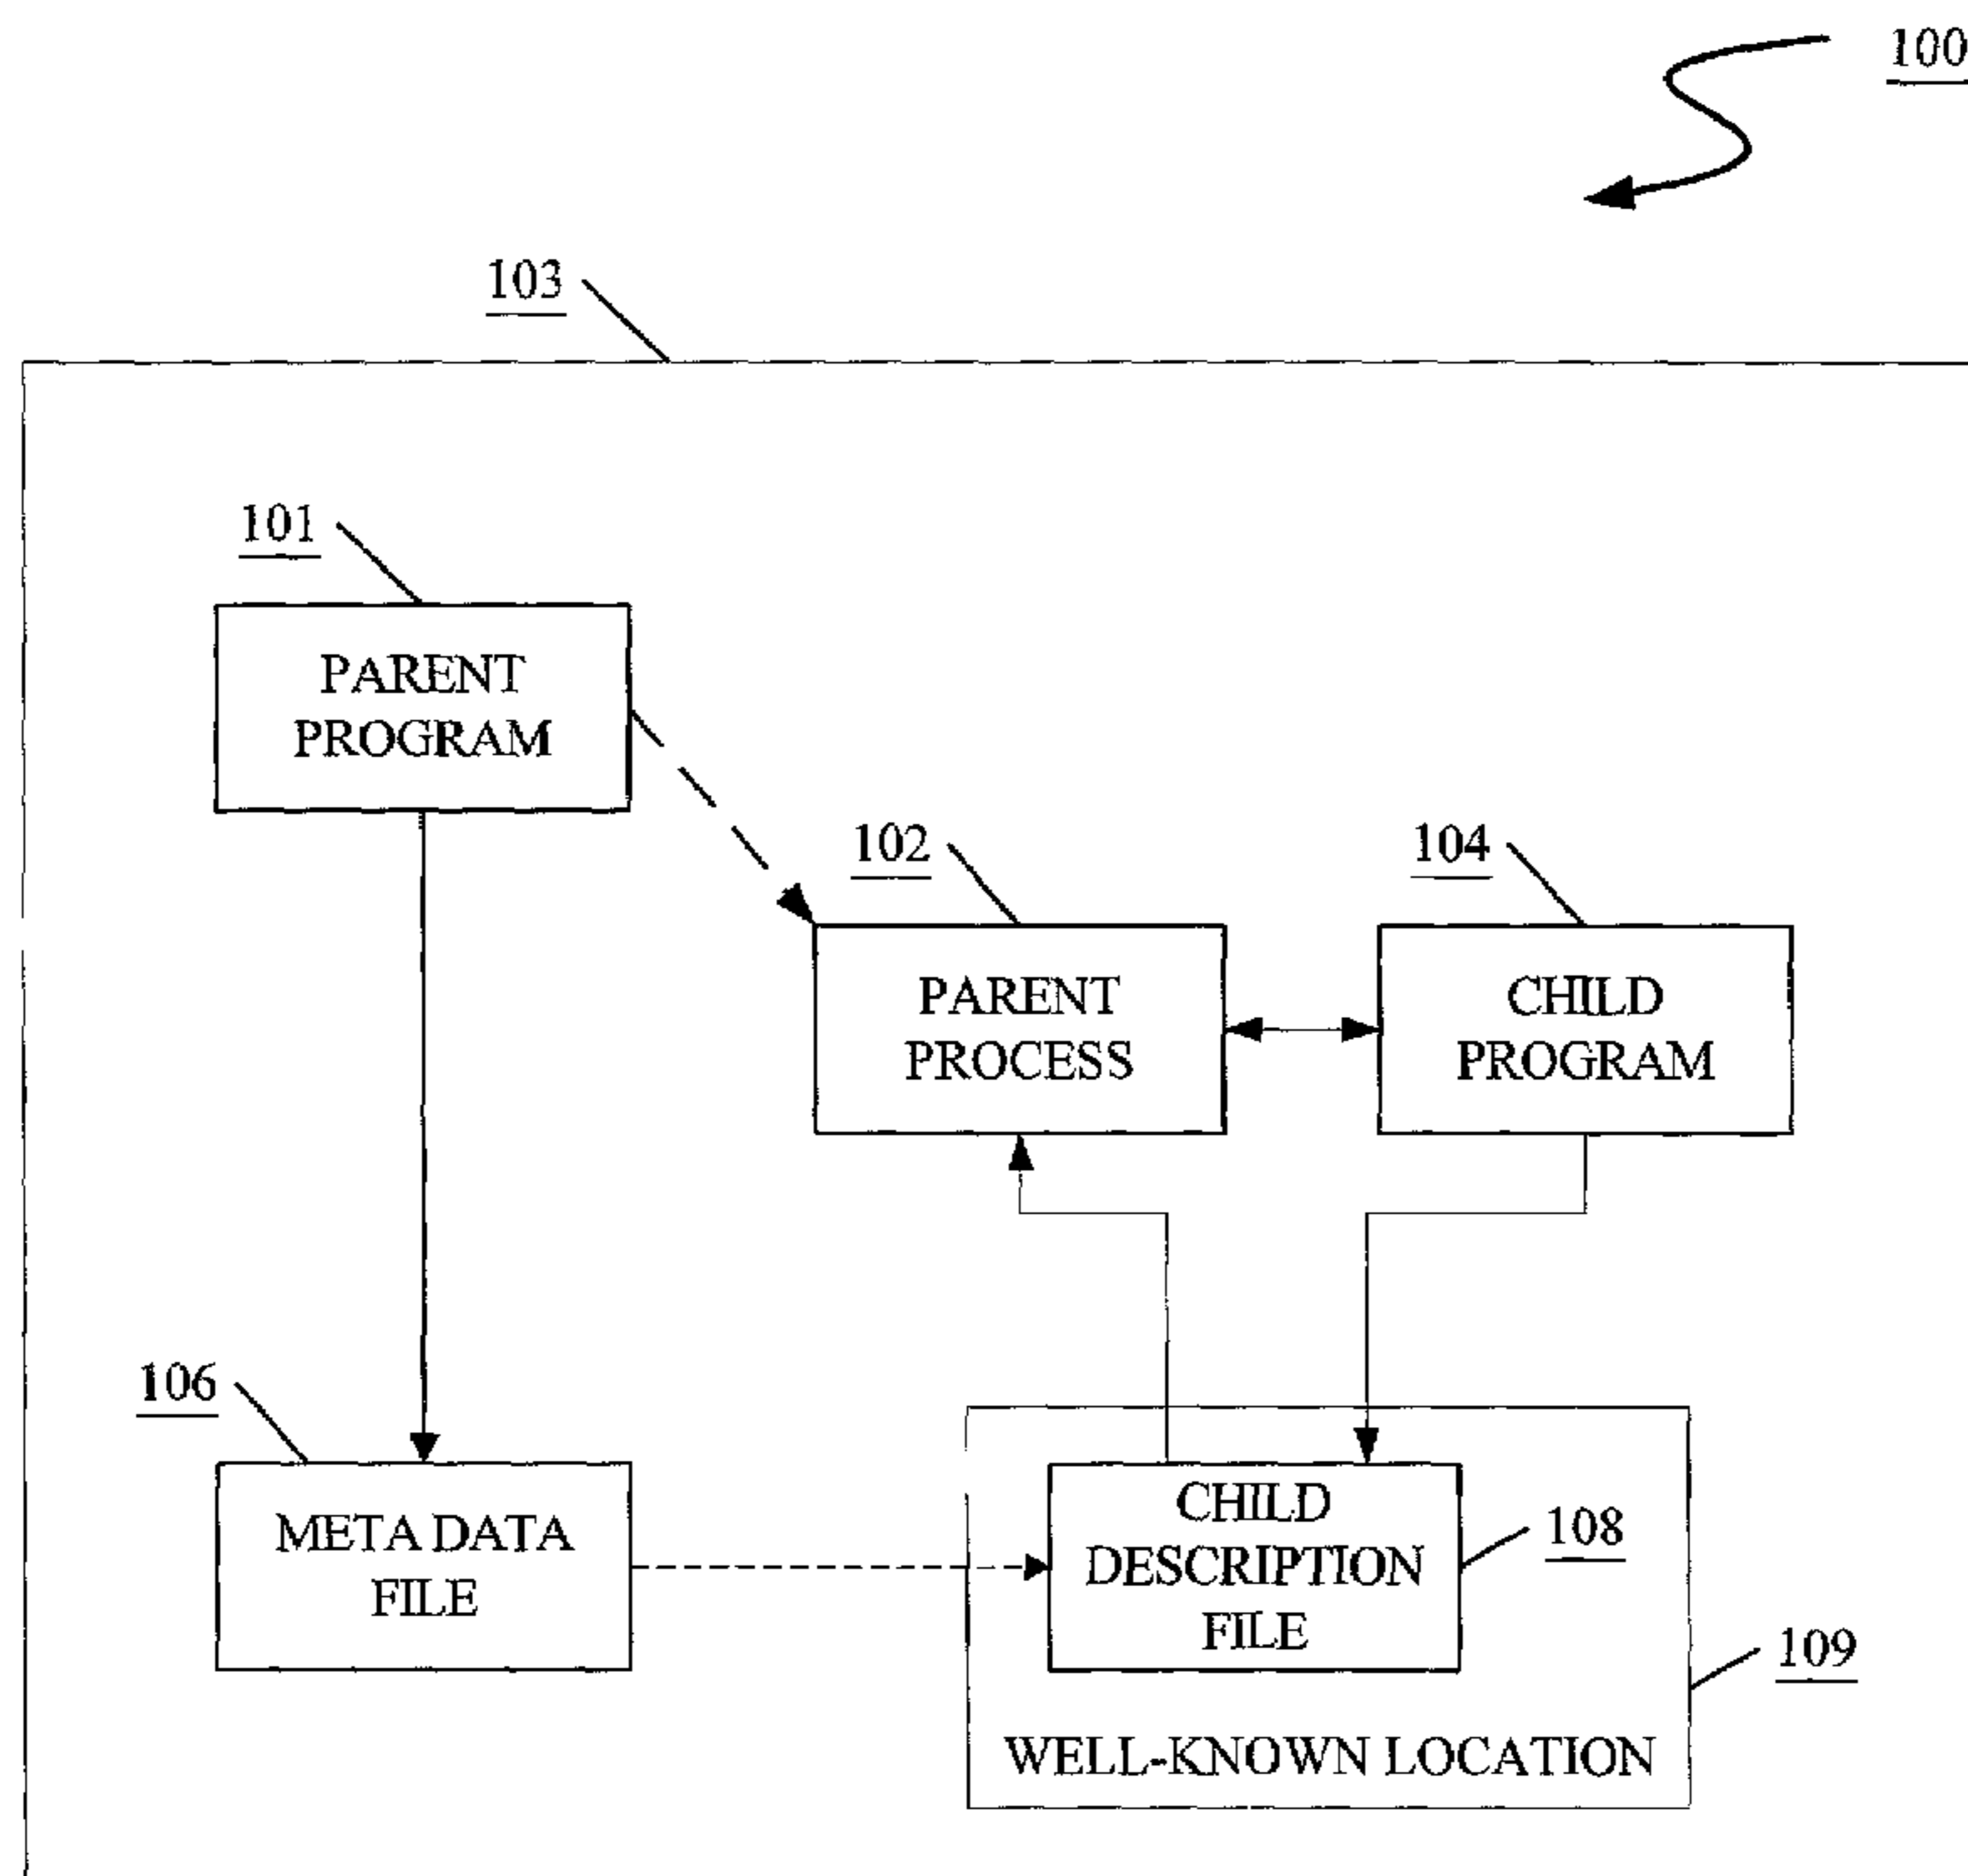 100
103
101
PARENT
PROGRAM
102
104
PARENT
PROCESS
CHILD
PROGRAM
106
META DATA
FILE
CHILD
DESCRIPTION
FILE
108
109
WELL-KNOWN LOCATION